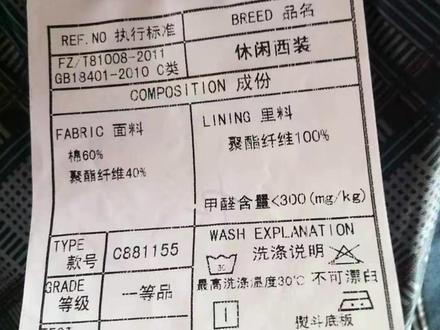 REF.NO 执行标准
BREED 品名
FZ/T81008-2011
GB18401-2010 C类
休闲西装
COMPOSITION 成份
FABRIC 面料
棉60%
聚酯纤维40%
LINING 里料
聚酯纤维100%
甲醛含量<300(mg/kg)
TYPE
款号
C881155
WASH EXPLANATION
洗涤说明
30
最高洗涤温度30℃
不可漂白
GRADE
等级
一等品
熨斗底板